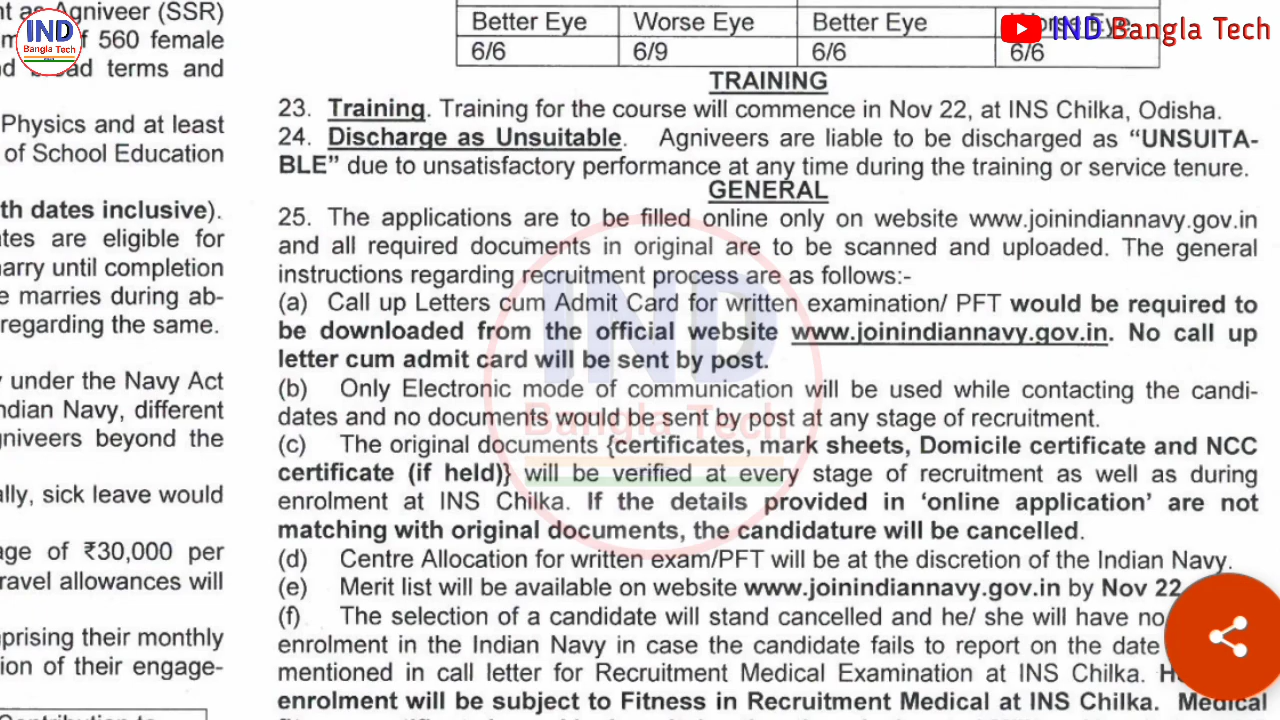 nt as Agniveer (SSR)
of 560 female
terms and
Physics and at least
of School Education
th dates inclusive).
ates are eligible for
arry until completion
e marries during ab-
regarding the same.
under the Navy Act
ndian Navy, different
gniveers beyond the
ally, sick leave would
age of ₹30,000 per
ravel allowances will
prising their monthly
ion of their engage-
IND
Bangla Tech
Better Eye Worse Eye Better Eye Worse Eye
6/6 6/9 6/6 6/6
IND Bangla Tech
TRAINING
23. Training. Training for the course will commence in Nov 22, at INS Chilka, Odisha.
24. Discharge as Unsuitable. Agniveers are liable to be discharged as “UNSUITA-
BLE” due to unsatisfactory performance at any time during the training or service tenure.
GENERAL
25. The applications are to be filled online only on website www.joinindiannavy.gov.in
and all required documents in original are to be scanned and uploaded. The general
instructions regarding recruitment process are as follows:-
(a) Call up Letters cum Admit Card for written examination/ PFT would be required to
be downloaded from the official website www.joinindiannavy.gov.in. No call up
letter cum admit card will be sent by post.
(b) Only Electronic mode of communication will be used while contacting the candi-
dates and no documents would be sent by post at any stage of recruitment.
(c) The original documents {certificates, mark sheets, Domicile certificate and NCC
certificate (if held)} will be verified at every stage of recruitment as well as during
enrolment at INS Chilka. If the details provided in ‘online application’ are not
matching with original documents, the candidature will be cancelled.
(d) Centre Allocation for written exam/PFT will be at the discretion of the Indian Navy.
(e) Merit list will be available on website www.joinindiannavy.gov.in by Nov 22
(f) The selection of a candidate will stand cancelled and he/ she will have no
enrolment in the Indian Navy in case the candidate fails to report on the date
mentioned in call letter for Recruitment Medical Examination at INS Chilka.
enrolment will be subject to Fitness in Recruitment Medical at INS Chilka. Medical
IND
Bangla Tech